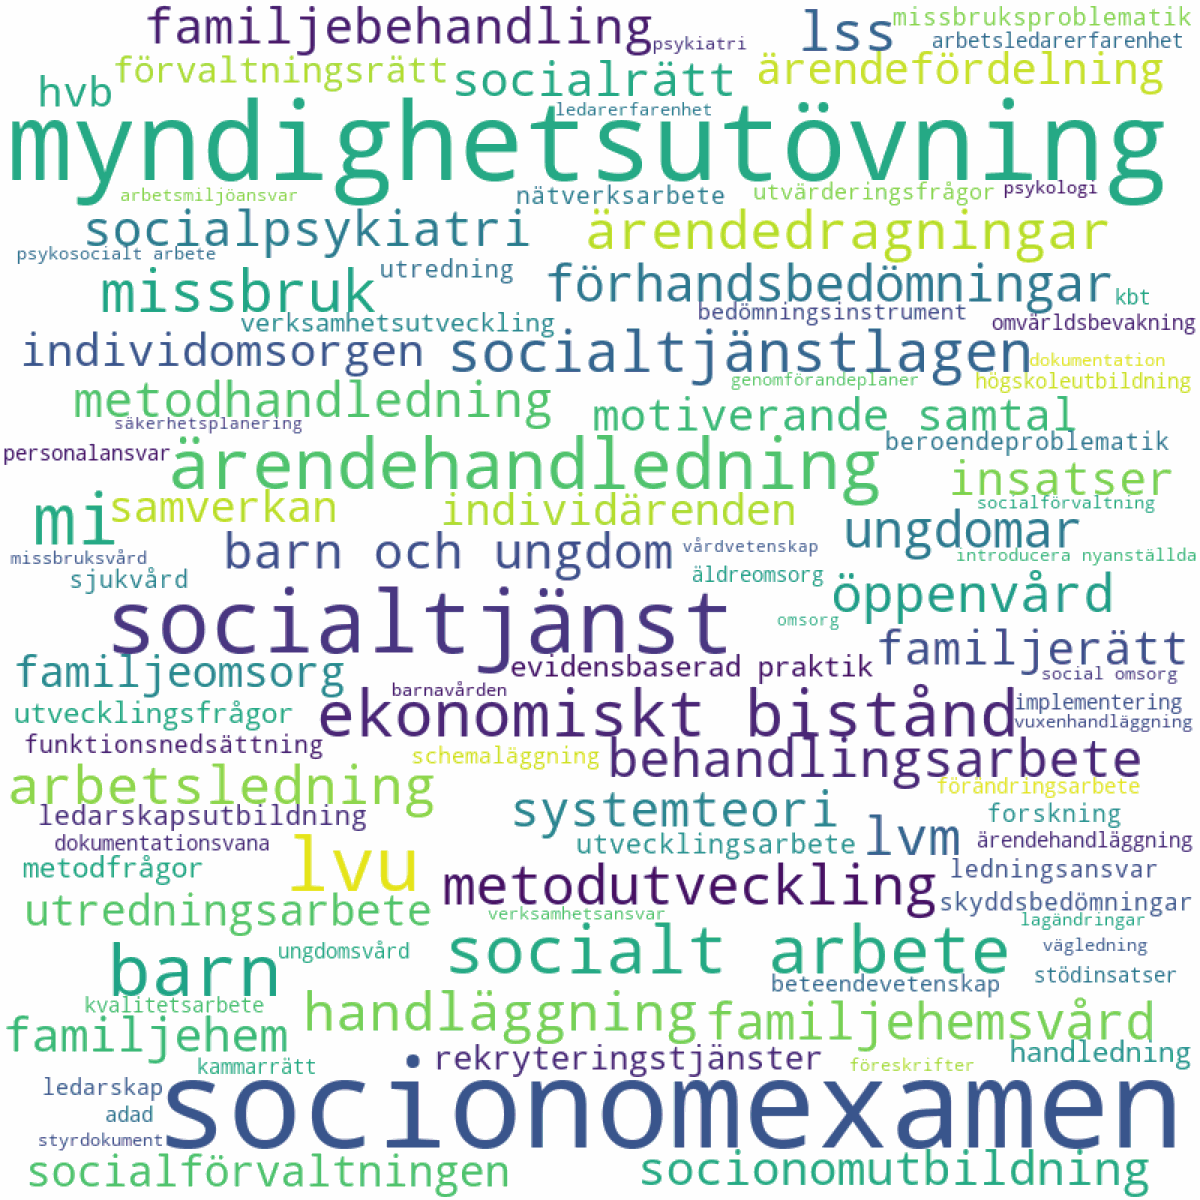 familjebehandling
psykiatri
lss
missbruksproblematik
arbetsledarerfarenhet
hvb
förvaltningsrätt
socialrätt
ärendefördelning
ledarerfarenhet
myndighetsutövning
arbetsmiljöansvar
nätverksarbete
utvärderingsfrågor
psykologi
socialpsykiatri
ärendedragningar
psykosocialt arbete
utredning
missbruk
förhandsbedömningar
kbt
verksamhetsutveckling
bedömningsinstrument
omvärldsbevakning
individomsorgen
socialtjänstlagen
dokumentation
genomförandeplaner
högskoleutbildning
metodhandledning
motiverande samtal
säkerhetsplanering
beroendeproblematik
personalansvar
ärendehandledning
insatser
mi
samverkan
individärenden
socialförvaltning
ungdomar
barn och ungdom
missbruksvård
vårdvetenskap
introducera nyanställda
sjukvård
äldreomsorg
öppenvård
socialtjänst
omsorg
familjerätt
familjeomsorg
evidensbaserad praktik
social omsorg
barnavården
ekonomiskt bistånd
implementering
utvecklingsfrågor
vuxenhandläggning
funktionsnedsättning
schemaläggning
behandlingsarbete
arbetsledning
förändringsarbete
ledarskapsutbildning
systemteori
forskning
dokumentationsvana
utvecklingsarbete
lvm
ärendehandläggning
metodfrågor
lvu
metodutveckling
ledningsansvar
skyddsbedömningar
utredningsarbete
verksamhetsansvar
lagändringar
ungdomsvård
socialt arbete
vägledning
barn
beteendevetenskap
stödinsatser
kvalitetsarbete
handläggning
familjehemsvård
familjehem
rekryteringstjänster
handledning
kammarrätt
föreskrifter
ledarskap
adad
socionomexamen
styrdokument
socialförvaltningen
socionomutbildning